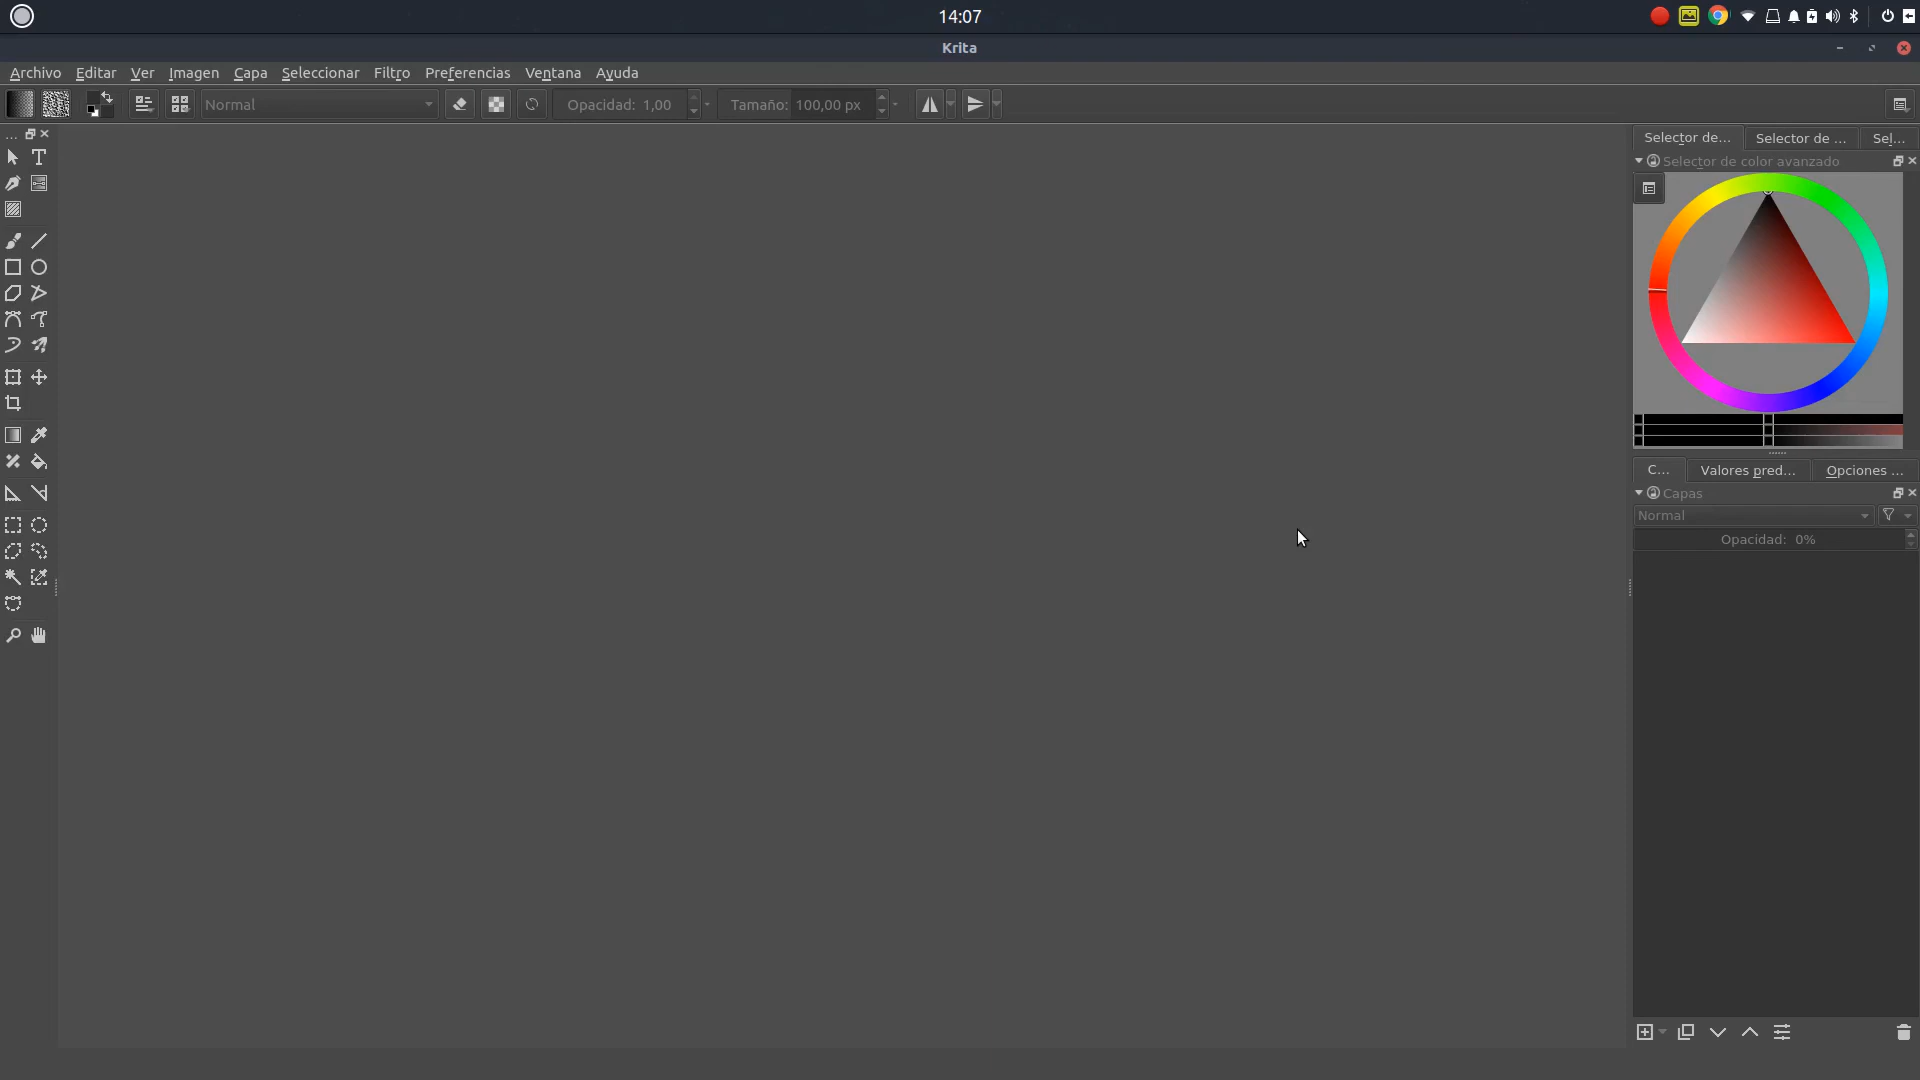 14:07
Krita
Archivo Editar Ver Imagen Capa Seleccionar Filtro Preferencias Ventana Ayuda
Normal Opacidad: 1,00 Tamaño: 100,00 px
...
Selector de... Selector de ... Sel...
Selector de color avanzado
C... Valores pred... Opciones ...
Capas
Normal
Opacidad: 0%